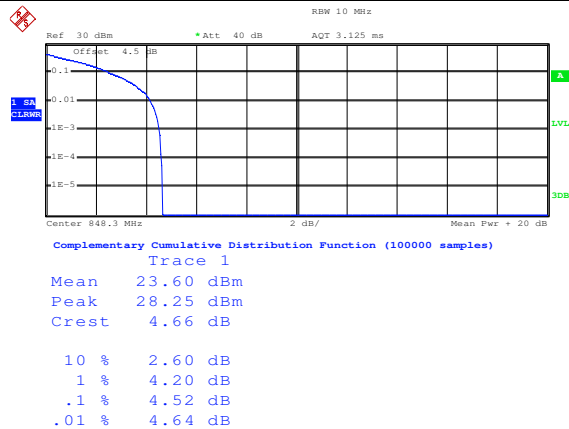 RBW 10 MHz
Ref 30 dBm *Att 40 dB AQT 3.125 ms
Offset 4.5 dB
0.1
A
1 SA
CLRWR
0.01
LVL
1E-3
1E-4
1E-5
3DB
Center 848.3 MHz 2 dB/ Mean Pwr + 20 dB
Complementary Cumulative Distribution Function (100000 samples)
Trace 1
Mean 23.60 dBm
Peak 28.25 dBm
Crest 4.66 dB
10 % 2.60 dB
1 % 4.20 dB
.1 % 4.52 dB
.01 % 4.64 dB